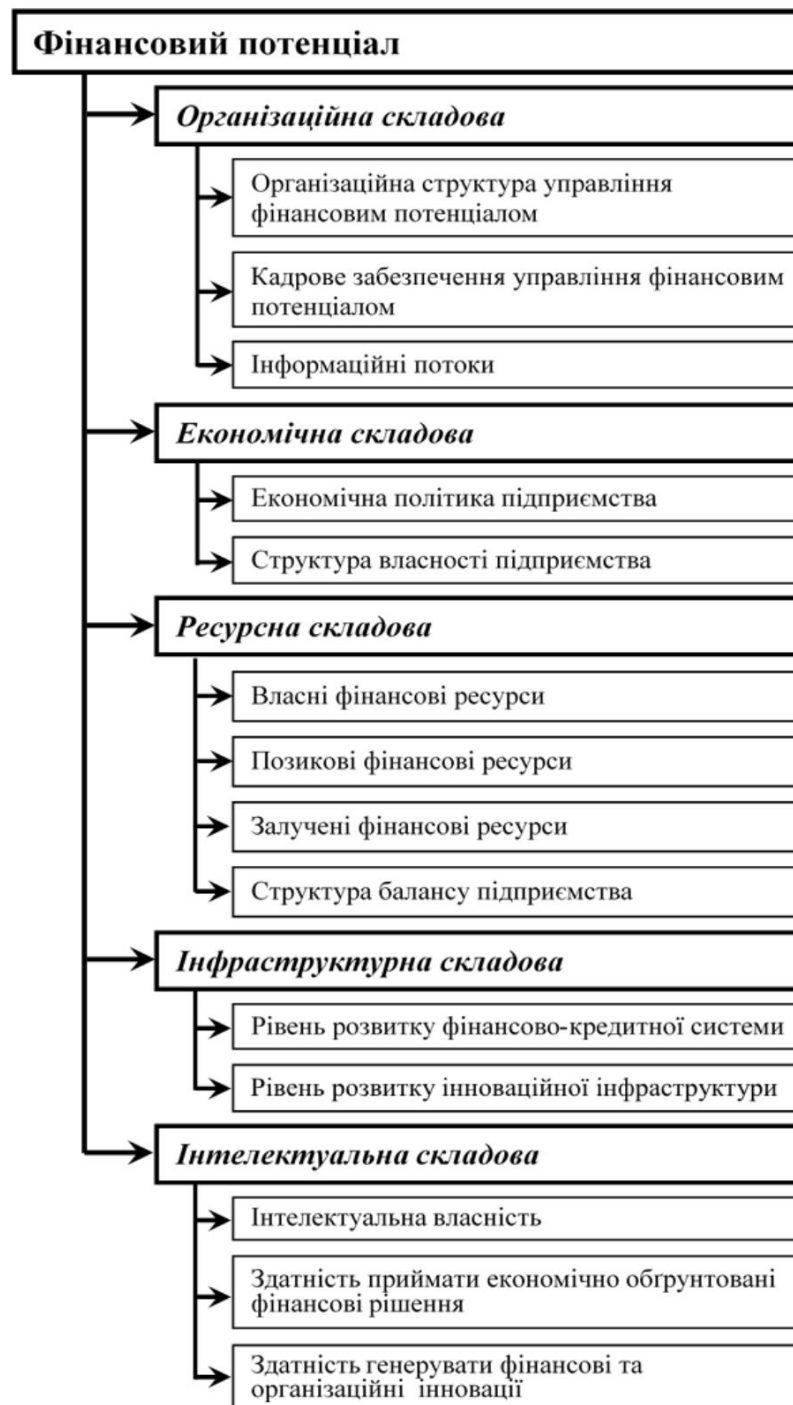 Фінансовий потенціал
Організаційна складова
Організаційна структура управління
фінансовим потенціалом
Кадрове забезпечення управління фінансовим
потенціалом
Інформаційні потоки
Економічна складова
Економічна політика підприємства
Структура власності підприємства
Ресурсна складова
Власні фінансові ресурси
Позикові фінансові ресурси
Залучені фінансові ресурси
Структура балансу підприємства
Інфраструктурна складова
Рівень розвитку фінансово-кредитної системи
Рівень розвитку інноваційної інфраструктури
Інтелектуальна складова
Інтелектуальна власність
Здатність приймати економічно обґрунтовані
фінансові рішення
Здатність генерувати фінансові та
організаційні інновації